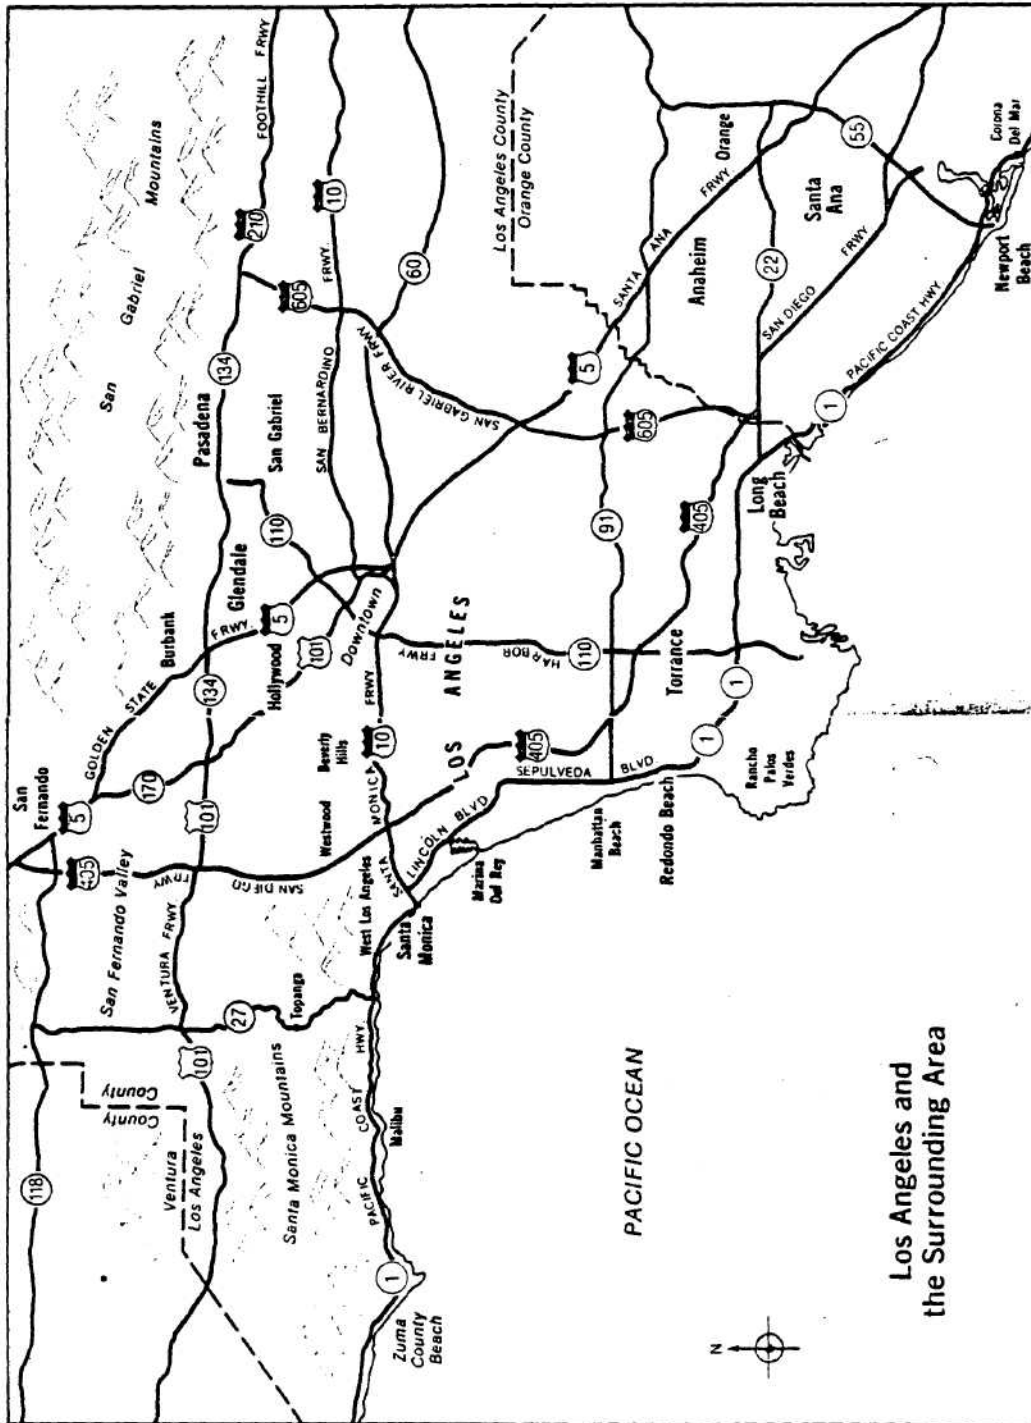 118
Ventura
Los Angeles
County
County
San Fernando Valley
San
Fernando
5
405
GOLDEN STATE
FRWY.
170
Burbank
Glendale
Pasadena
San Gabriel
San
Gabriel
Mountains
VENTURA FRWY
101
101
134
134
210
FOOTHILL FRWY
605
10
SAN BERNARDINO FRWY.
60
110
5
Hollywood
101
Downtown
27
Topanga
Santa Monica Mountains
SAN DIEGO
FRWY
Westwood
Beverly
Hills
West Los Angeles
SANTA MONICA
10
FRWY
Santa
Monica
PACIFIC COAST HWY.
Malibu
1
Zuma
County
Beach
LINCOLN BLVD
Marina
Del Rey
LOS ANGELES
HARBOR
FRWY
110
405
SEPULVEDA BLVD
Manhattan
Beach
Redondo Beach
1
Torrance
1
Rancho
Palos
Verdes
91
SAN GABRIEL RIVER FRWY
605
405
Long
Beach
1
5
SANTA ANA FRWY
Los Angeles County
Orange County
Anaheim
Orange
22
SAN DIEGO FRWY
Santa
Ana
55
PACIFIC COAST HWY
Newport
Beach
Corona
Del Mar
PACIFIC OCEAN
N
Los Angeles and
the Surrounding Area